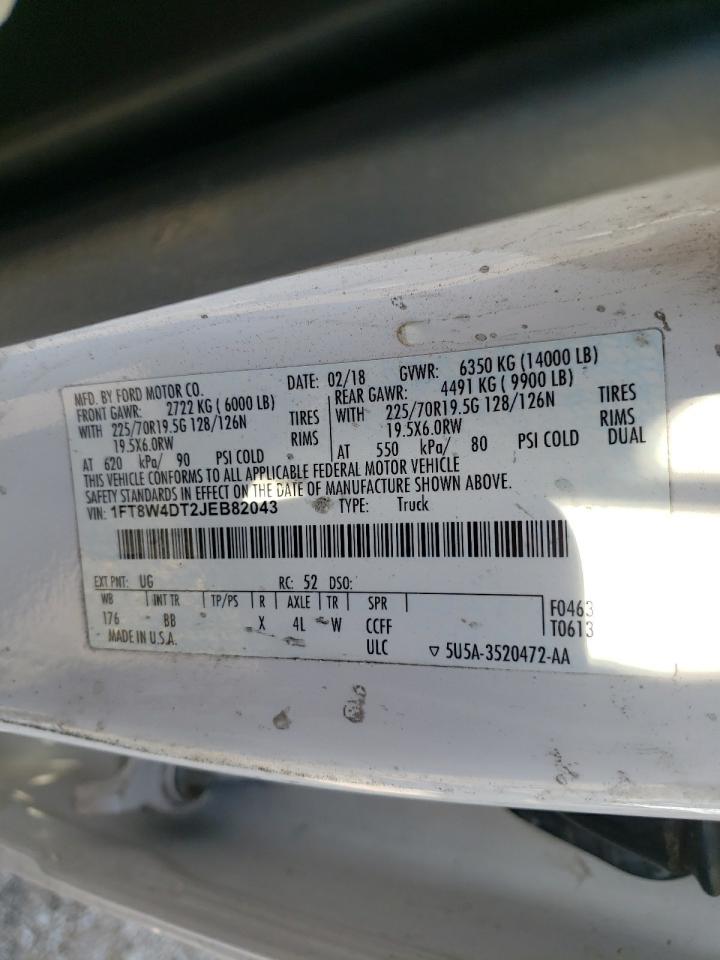 MFD. BY FORD MOTOR CO.
DATE: 02/18 GVWR: 6350 KG (14000 LB)
FRONT GAWR: 2722 KG ( 6000 LB) REAR GAWR: 4491 KG ( 9900 LB)
WITH 225/70R19.5G 128/126N TIRES WITH 225/70R19.5G 128/126N TIRES
19.5X6.0RW RIMS 19.5X6.0RW RIMS
AT 620 kPa/ 90 PSI COLD AT 550 kPa/ 80 PSI COLD DUAL
THIS VEHICLE CONFORMS TO ALL APPLICABLE FEDERAL MOTOR VEHICLE
SAFETY STANDARDS IN EFFECT ON THE DATE OF MANUFACTURE SHOWN ABOVE.
VIN: 1FT8W4DT2JEB82043 TYPE: Truck
EXT PNT: UG RC: 52 DSO:
WB INT TR TP/PS R AXLE TR SPR F0463
176 BB X 4L W CCFF T0613
MADE IN U.S.A. ULC ▽ 5U5A-3520472-AA